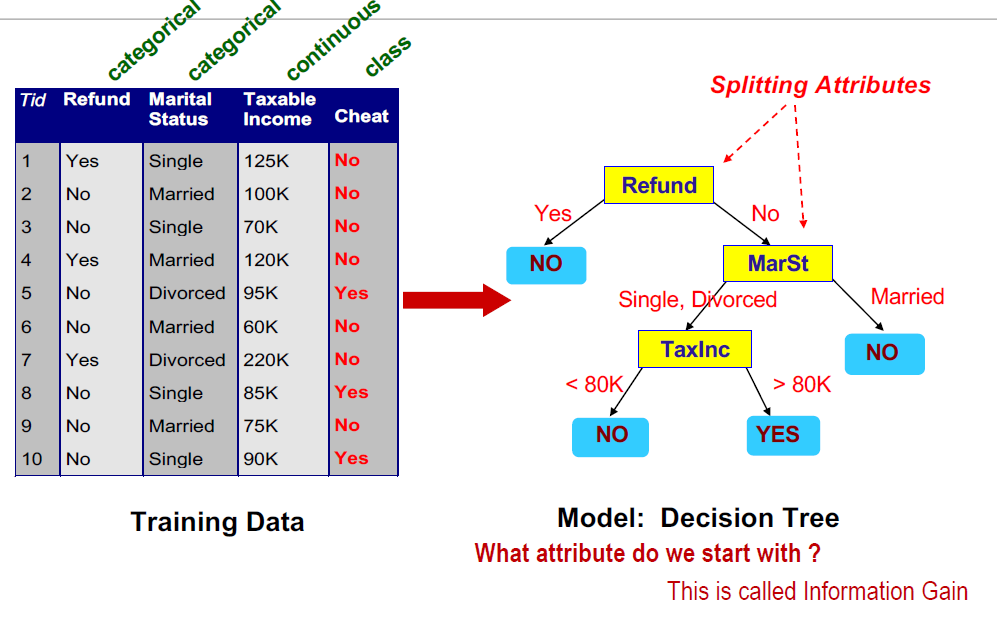 categorical
categorical
continuous
class
Tid Refund Marital Status Taxable Income Cheat
1 Yes Single 125K No
2 No Married 100K No
3 No Single 70K No
4 Yes Married 120K No
5 No Divorced 95K Yes
6 No Married 60K No
7 Yes Divorced 220K No
8 No Single 85K Yes
9 No Married 75K No
10 No Single 90K Yes
Training Data
Splitting Attributes
Refund
Yes No
NO MarSt
Single, Divorced Married
TaxInc NO
< 80K > 80K
NO YES
Model: Decision Tree
What attribute do we start with ?
This is called Information Gain